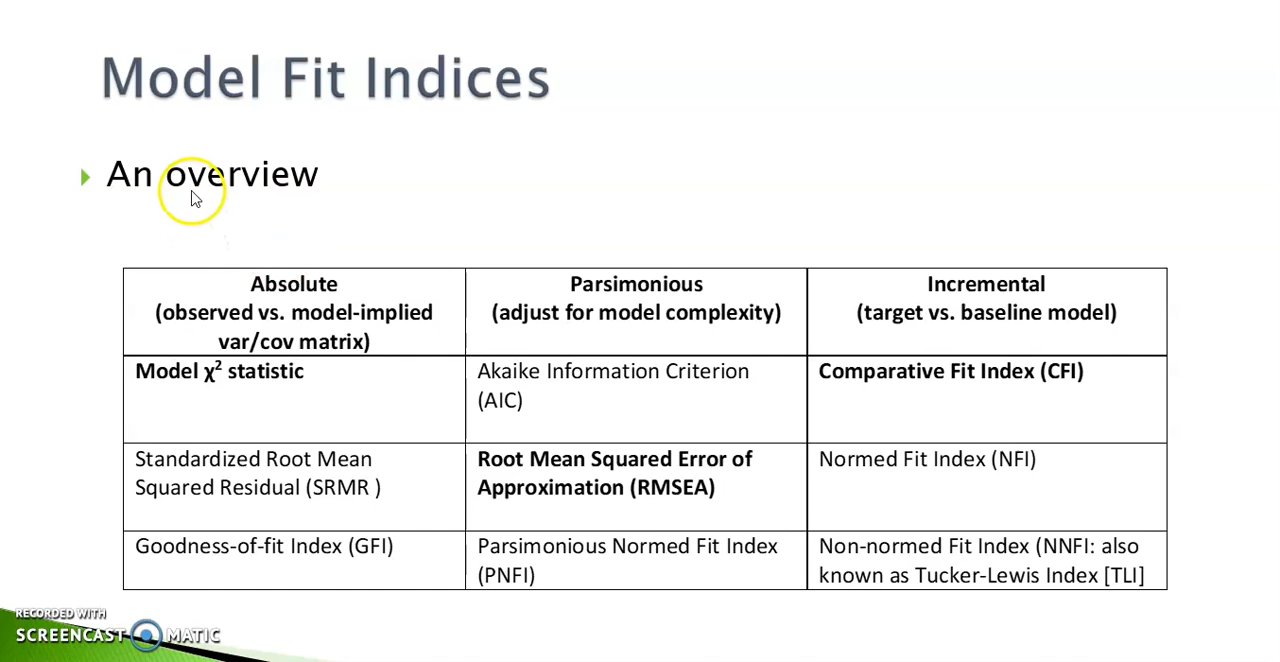 Model Fit Indices
An overview
Absolute
(observed vs. model-implied
var/cov matrix)
Parsimonious
(adjust for model complexity)
Incremental
(target vs. baseline model)
Model χ² statistic
Akaike Information Criterion
(AIC)
Comparative Fit Index (CFI)
Standardized Root Mean
Squared Residual (SRMR )
Root Mean Squared Error of
Approximation (RMSEA)
Normed Fit Index (NFI)
Goodness-of-fit Index (GFI)
Parsimonious Normed Fit Index
(PNFI)
Non-normed Fit Index (NNFI: also
known as Tucker-Lewis Index [TLI]
RECORDED WITH
SCREENCAST MATIC